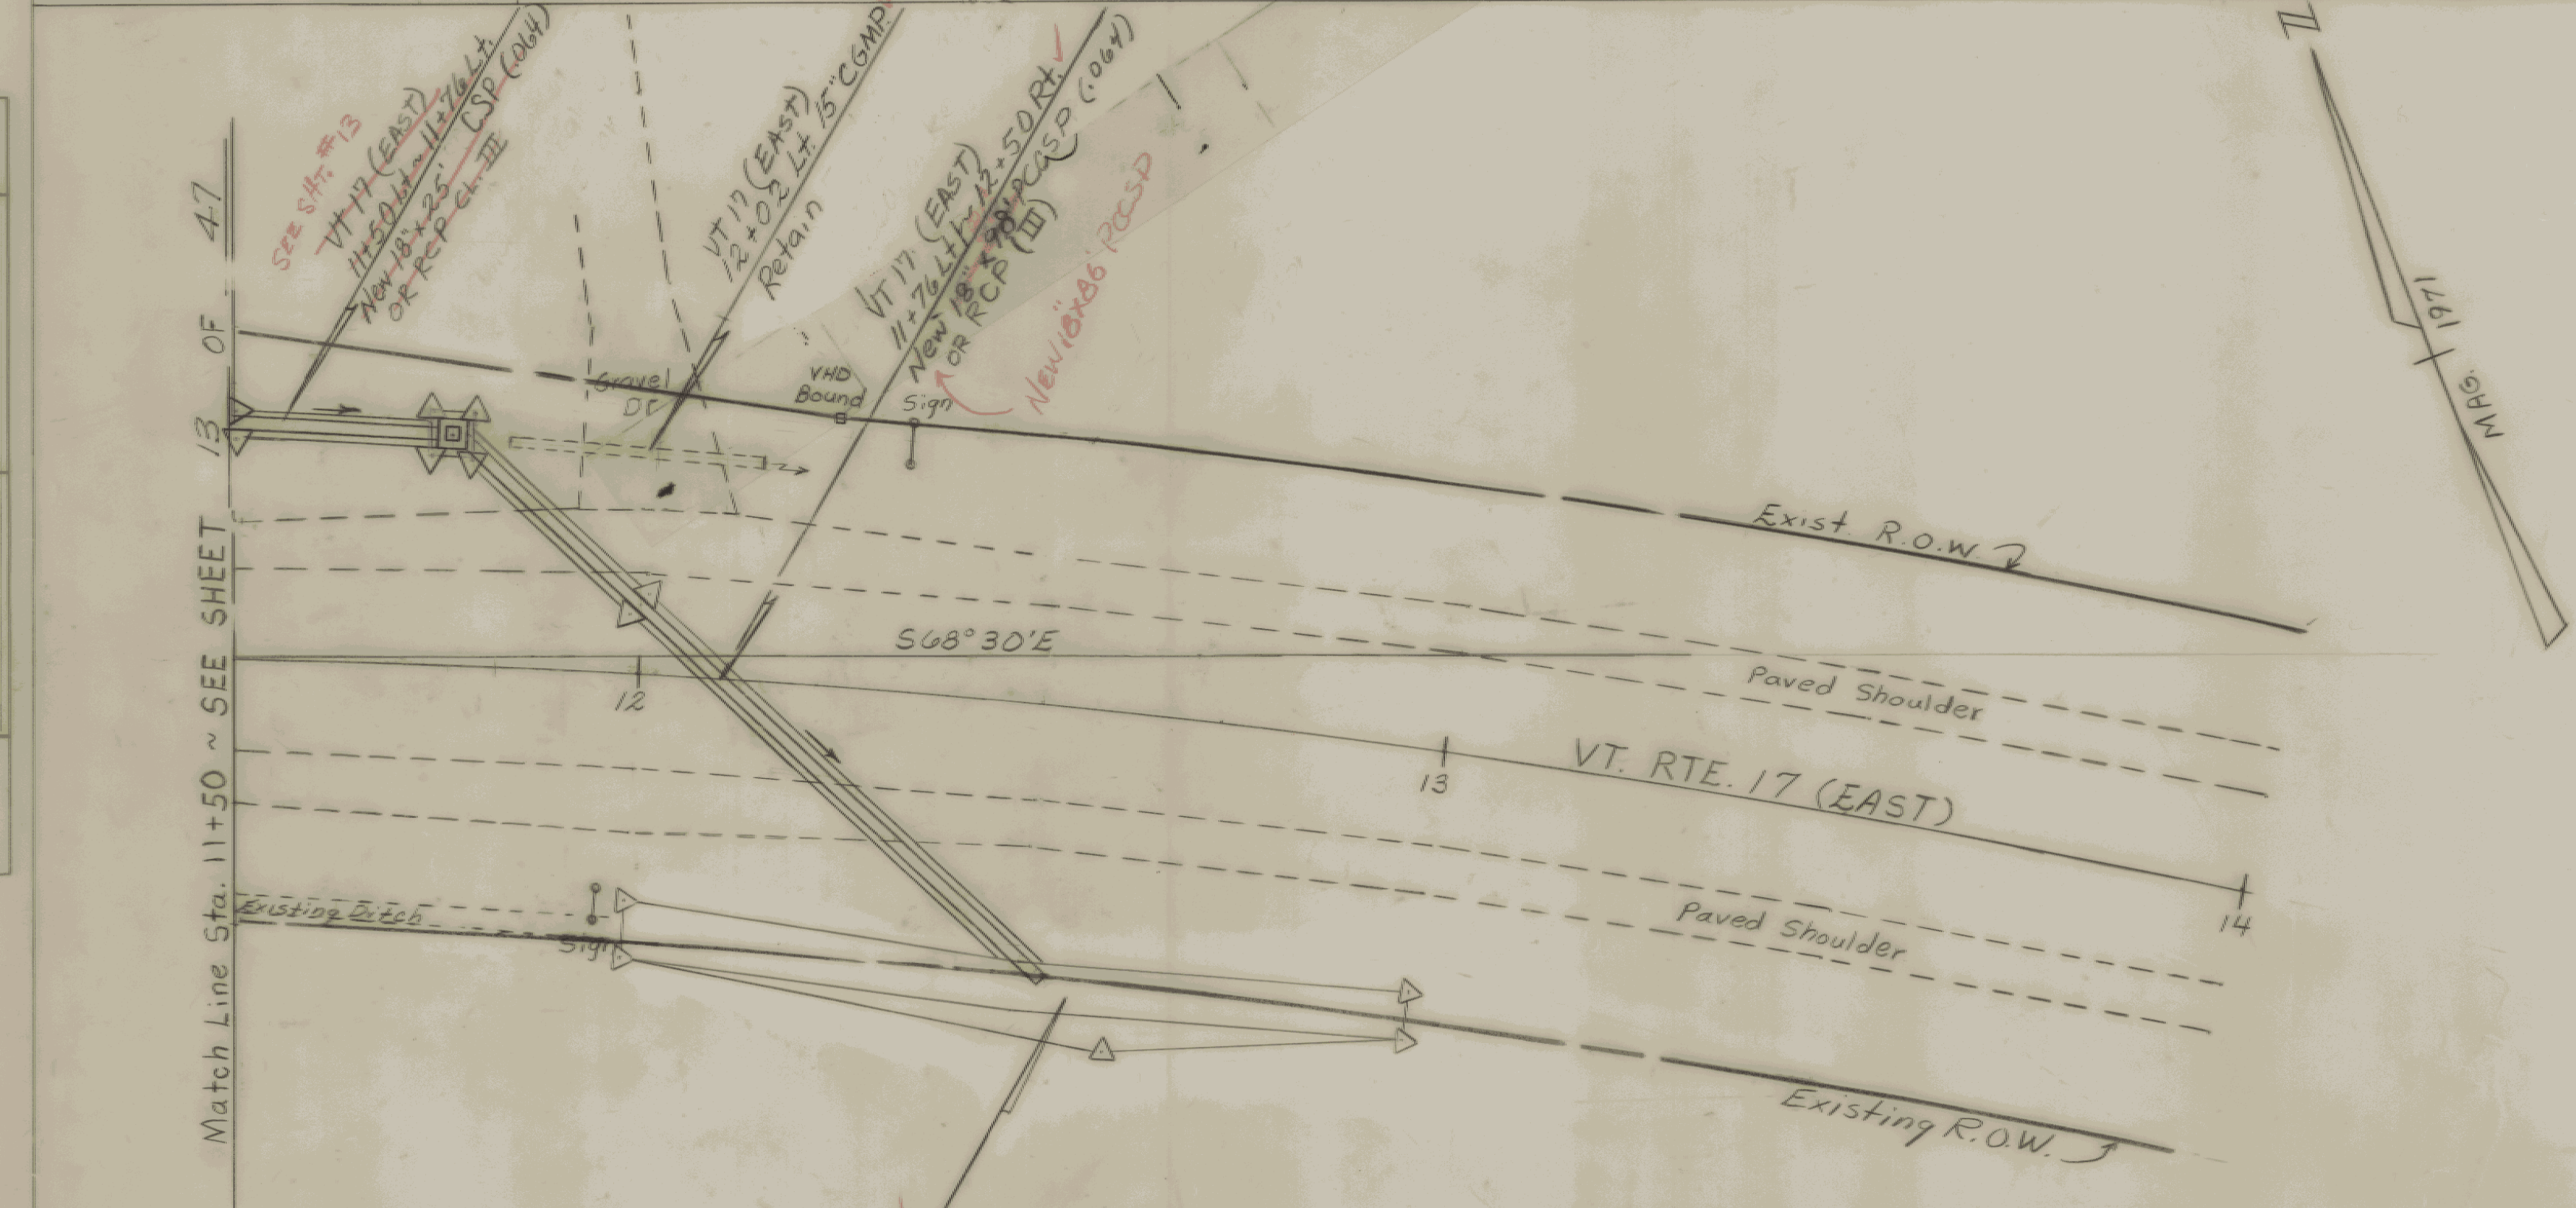 SEE SHT. #13
VT 17 (EAST)
11+50 Lt ~ 11+76 Lt.
New 18" x 25' CSP (.064)
OR RCP CL. III
VT 17 (EAST)
12+02 Lt. 15" CGMP
Retain
VT 17 (EAST)
11+76 Lt ~ 12+50 Rt.
New 18" x 98' PCCSP (.064)
OR RCP (III)
NEW 18"X86' PCCSP
N
1971
MAG.
Match Line Sta. 11+50 ~ SEE SHEET 13 OF 47
Gravel
Dr
VHD
Bound
Sign
Exist. R.O.W.
S68°30'E
12
Paved Shoulder
13
VT. RTE. 17 (EAST)
14
Paved Shoulder
Existing Ditch
Sign
Existing R.O.W.